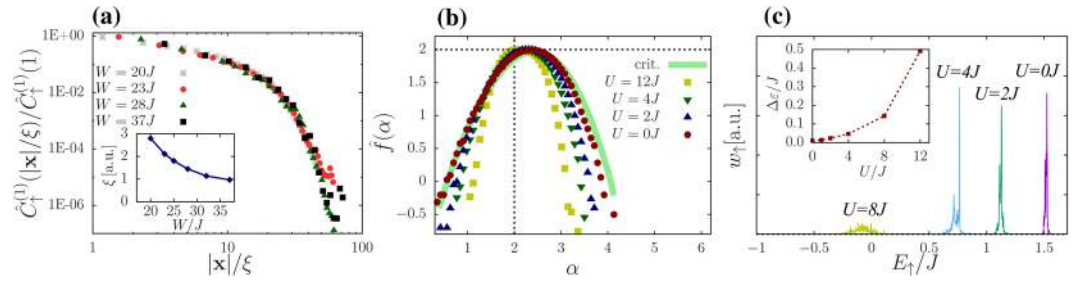 (a)
1E+00
1E-02
1E-04
1E-06
Ĉ↑^(1)(|x|/ξ)/Ĉ↑^(1)(1)
W = 20J
W = 23J
W = 28J
W = 37J
3
2
1
0
ξ [a.u.]
20 25 30 35
W/J
1 10 100
|x|/ξ
(b)
2
1.5
1
0.5
0
-0.5
f̂(α)
crit.
U = 12J
U = 4J
U = 2J
U = 0J
1 2 3 4 5 6
α
(c)
w↑[a.u.]
0.5
0.4
0.3
0.2
0.1
0.0
Δε/J
0 4 8 12
U/J
U=4J
U=0J
U=2J
U=8J
-1 -0.5 0 0.5 1 1.5
E↑/J